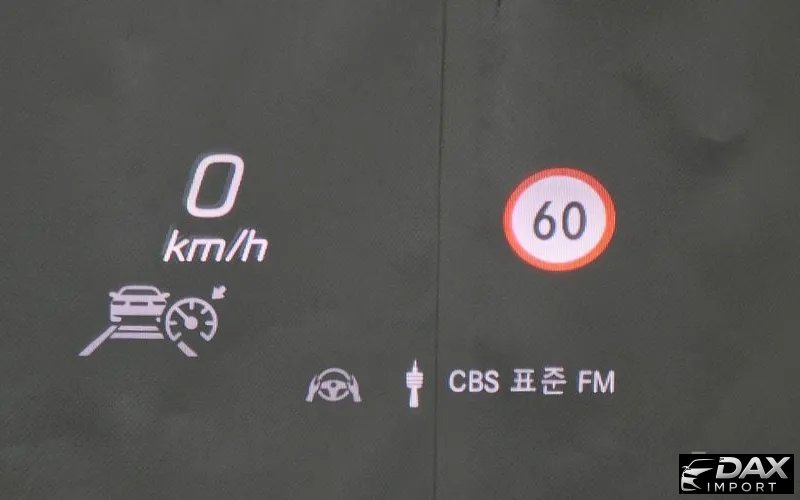 0
km/h
60
CBS 표준 FM
DAX
IMPORT